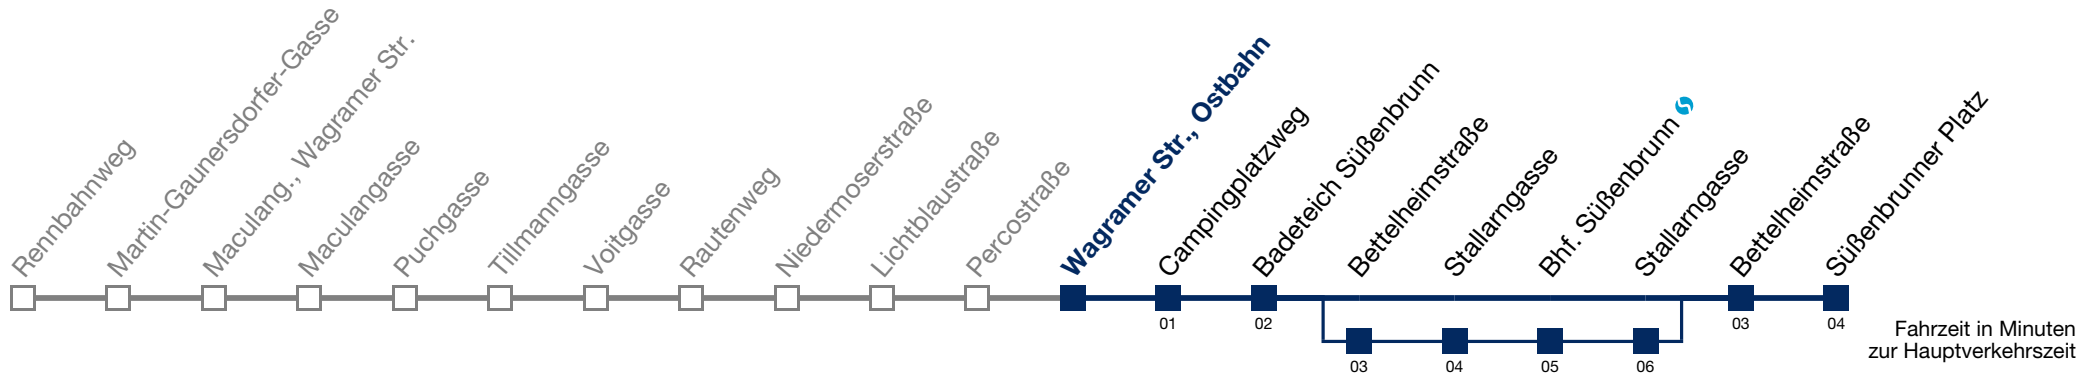 Rennbahnweg
Martin-Gaunersdorfer-Gasse
Maculang., Wagramer Str.
Maculangasse
Puchgasse
Tillmanngasse
Voitgasse
Rautenweg
Niedermoserstraße
Lichtblaustraße
Percostraße
Wagramer Str., Ostbahn
Campingplatzweg
Badeteich Süßenbrunn
Bettelheimstraße
Stallarngasse
Bhf. Süßenbrunn
Stallarngasse
Bettelheimstraße
Süßenbrunner Platz
01
02
03
04
03
04
05
06
Fahrzeit in Minuten
zur Hauptverkehrszeit